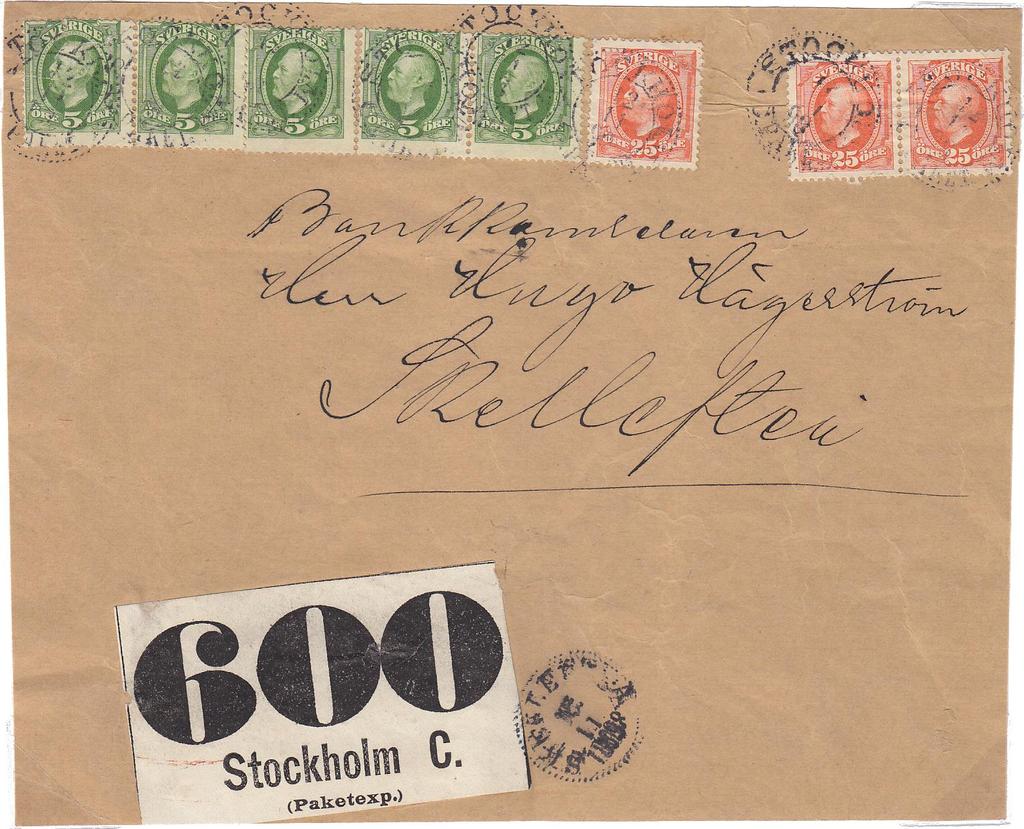 SVERIGE SVERIGE SVERIGE SVERIGE SVERIGE SVERIGE SVERIGE SVERIGE
ÖRE 5 ÖRE ÖRE 5 ÖRE ÖRE 5 ÖRE ÖRE 5 ÖRE ÖRE 5 ÖRE ÖRE 25 ÖRE ÖRE 25 ÖRE ÖRE 25 ÖRE
Bankkamreraren
Herr Hugo Hägerström
Skellefteå
600
Stockholm C.
(Paketexp.)
SKELLEFTEÅ